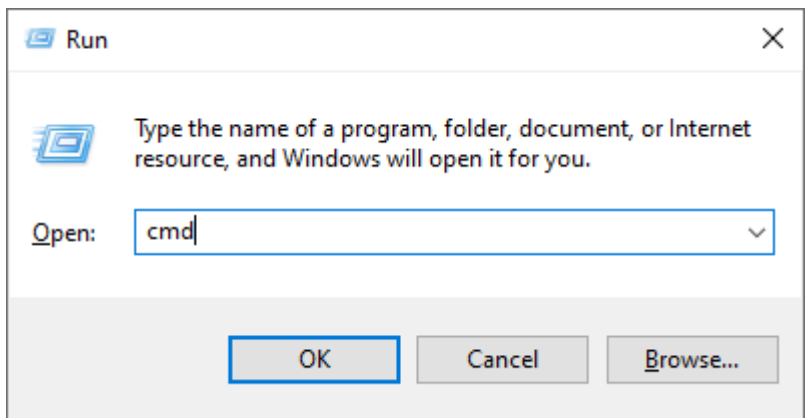 Run
Type the name of a program, folder, document, or Internet
resource, and Windows will open it for you.
Open: cmd
OK Cancel Browse...